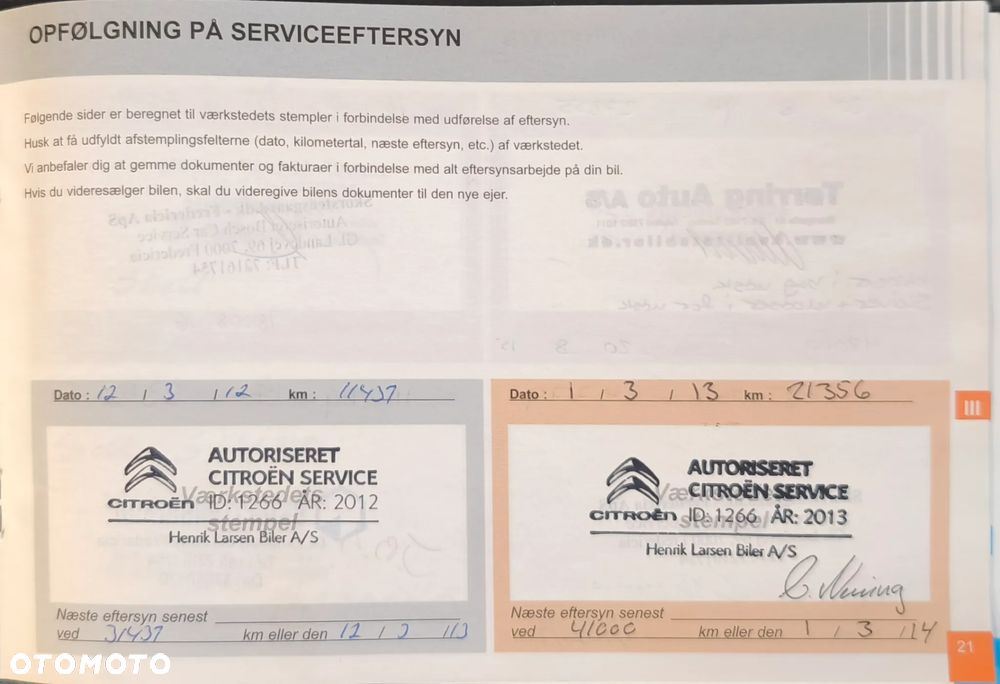 OPFØLGNING PÅ SERVICEEFTERSYN
Følgende sider er beregnet til værkstedets stempler i forbindelse med udførelse af eftersyn.
Husk at få udfyldt afstemplingsfelterne (dato, kilometertal, næste eftersyn, etc.) af værkstedet.
Vi anbefaler dig at gemme dokumenter og fakturaer i forbindelse med alt eftersynsarbejde på din bil.
Hvis du videresælger bilen, skal du videregive bilens dokumenter til den nye ejer.
Dato : 12 / 3 / 12 km : 11437
AUTORISERET
CITROËN SERVICE
Værkstedets
CITROËN ID: 1266 ÅR: 2012
stempel
Henrik Larsen Biler A/S
Næste eftersyn senest
ved 31437 km eller den 12 / 3 / 13
Dato : 1 / 3 / 13 km : 21356
AUTORISERET
CITROËN SERVICE
Værkstedets
CITROËN ID: 1266 ÅR: 2013
stempel
Henrik Larsen Biler A/S
Næste eftersyn senest
ved 41000 km eller den 1 / 3 / 14
III
21
OTOMOTO